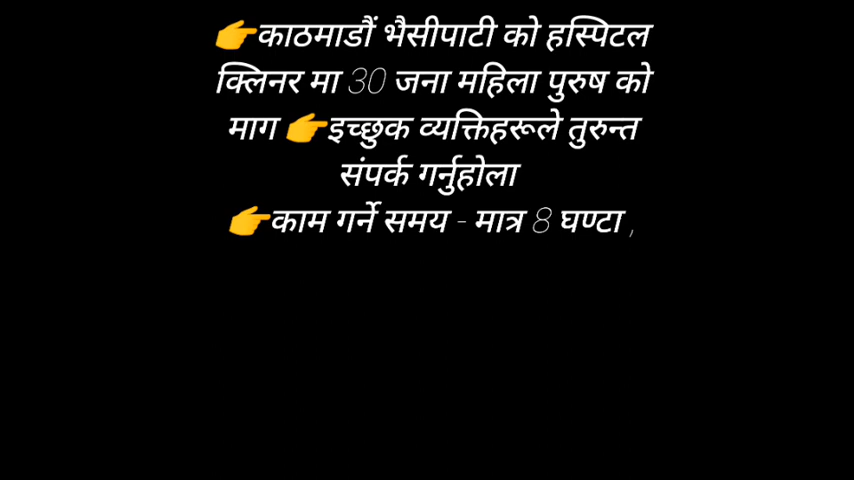 👉काठमाडौं भैसीपाटी को हस्पिटल
क्लिनर मा 30 जना महिला पुरुष को
माग 👉इच्छुक व्यक्तिहरूले तुरुन्त
संपर्क गर्नुहोला
👉काम गर्ने समय - मात्र 8 घण्टा ,